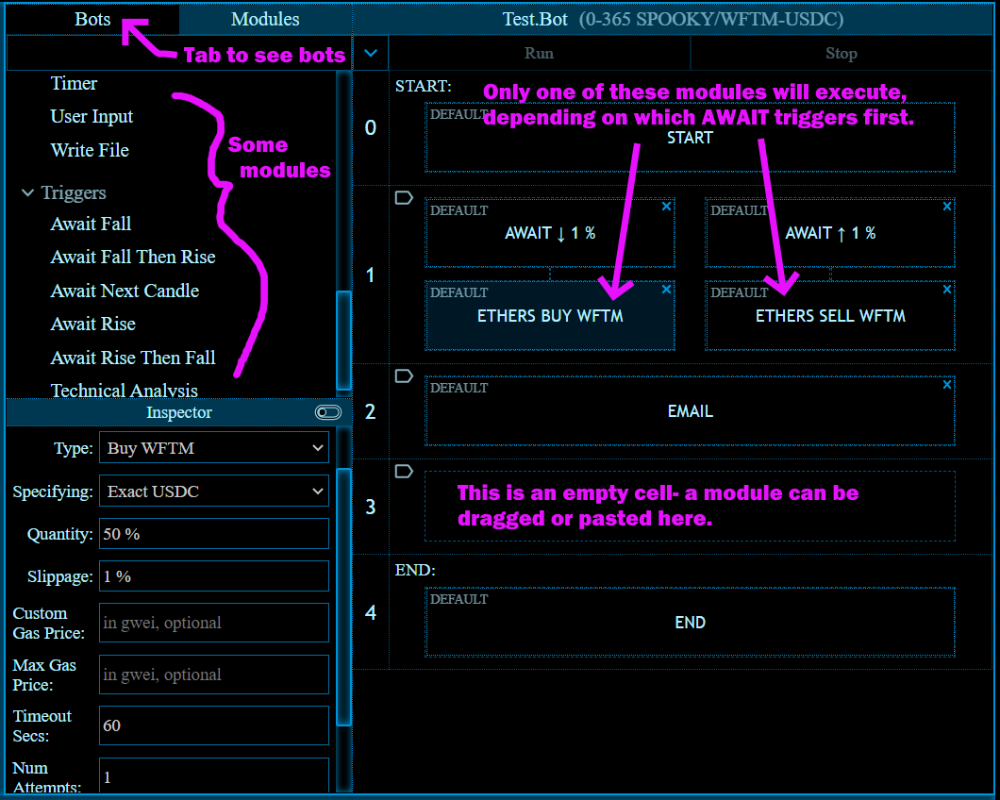 Bots
Modules
Test.Bot (0-365 SPOOKY/WFTM-USDC)
Tab to see bots
Run
Stop
Timer
User Input
Write File
Some
modules
Triggers
Await Fall
Await Fall Then Rise
Await Next Candle
Await Rise
Await Rise Then Fall
Technical Analysis
Inspector
Type: Buy WFTM
Specifying: Exact USDC
Quantity: 50 %
Slippage: 1 %
Custom
Gas Price: in gwei, optional
Max Gas
Price: in gwei, optional
Timeout
Secs: 60
Num
Attempts: 1
START:
Only one of these modules will execute,
depending on which AWAIT triggers first.
0
DEFAULT
START
1
DEFAULT
AWAIT ↓ 1 %
DEFAULT
AWAIT ↑ 1 %
DEFAULT
ETHERS BUY WFTM
DEFAULT
ETHERS SELL WFTM
2
DEFAULT
EMAIL
3
This is an empty cell- a module can be
dragged or pasted here.
END:
4
DEFAULT
END